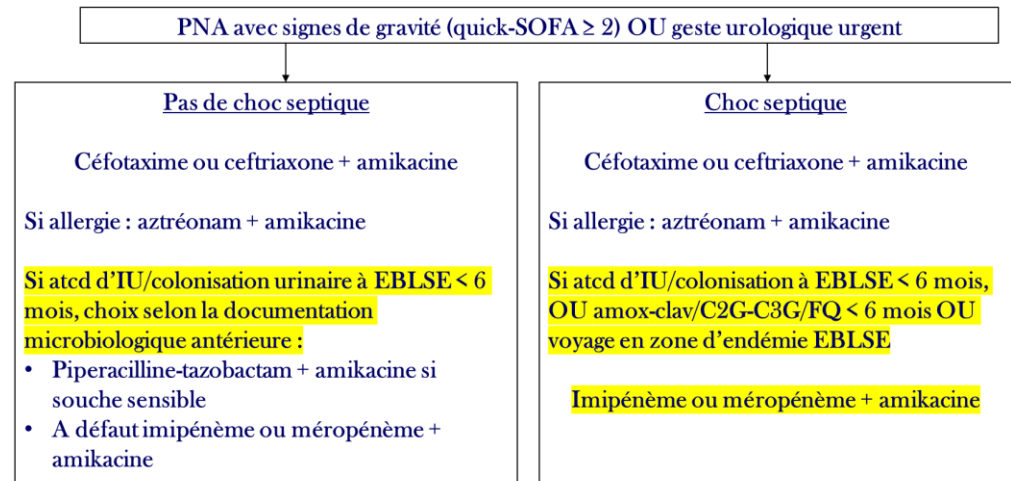 PNA avec signes de gravité (quick-SOFA ≥ 2) OU geste urologique urgent
Pas de choc septique
Céfotaxime ou ceftriaxone + amikacine
Si allergie : aztréonam + amikacine
Si atcd d'IU/colonisation urinaire à EBLSE < 6
mois, choix selon la documentation
microbiologique antérieure :
• Piperacilline-tazobactam + amikacine si
souche sensible
• A défaut imipénème ou méropénème +
amikacine
Choc septique
Céfotaxime ou ceftriaxone + amikacine
Si allergie : aztréonam + amikacine
Si atcd d'IU/colonisation à EBLSE < 6 mois,
OU amox-clav/C2G-C3G/FQ < 6 mois OU
voyage en zone d'endémie EBLSE
Imipénème ou méropénème + amikacine